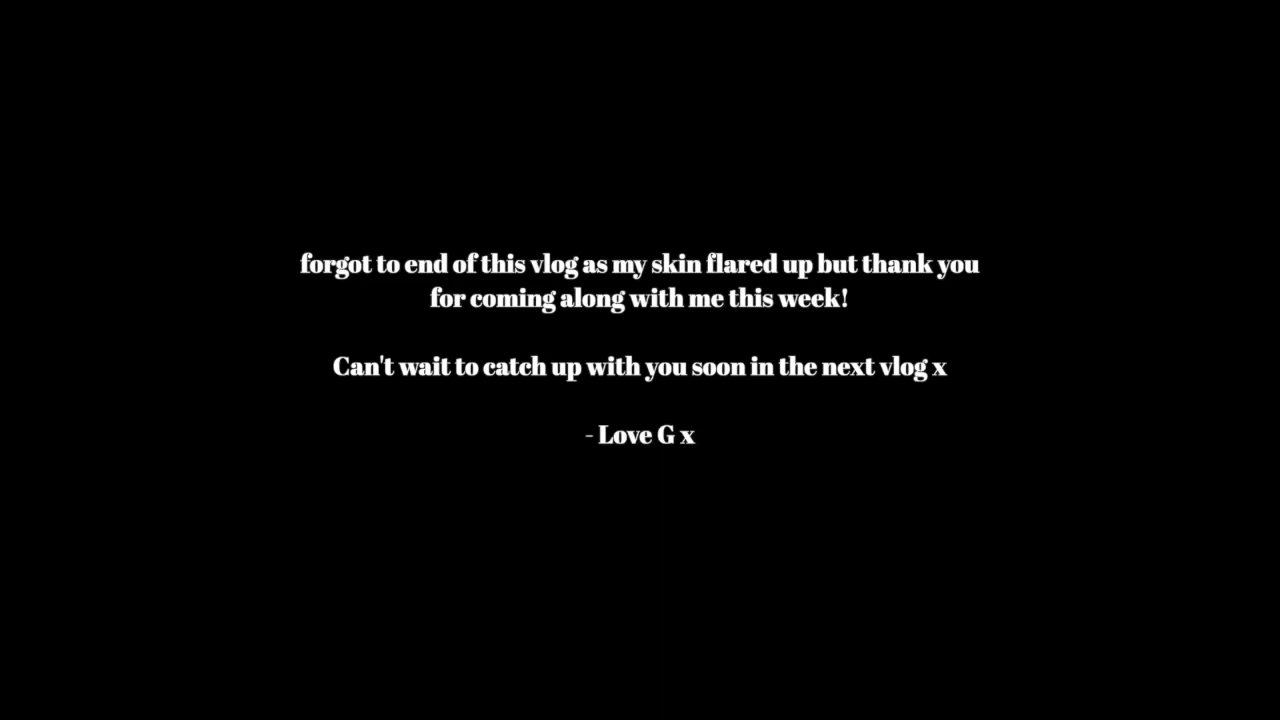 forgot to end of this vlog as my skin flared up but thank you
for coming along with me this week!
Can't wait to catch up with you soon in the next vlog x
- Love G x